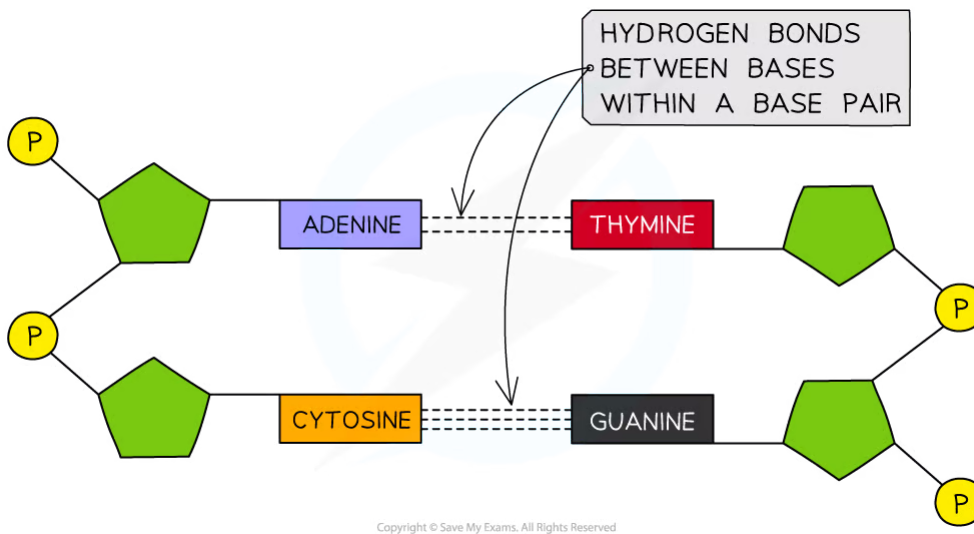 HYDROGEN BONDS
BETWEEN BASES
WITHIN A BASE PAIR
P
ADENINE
THYMINE
P
P
CYTOSINE
GUANINE
P
Copyright © Save My Exams. All Rights Reserved